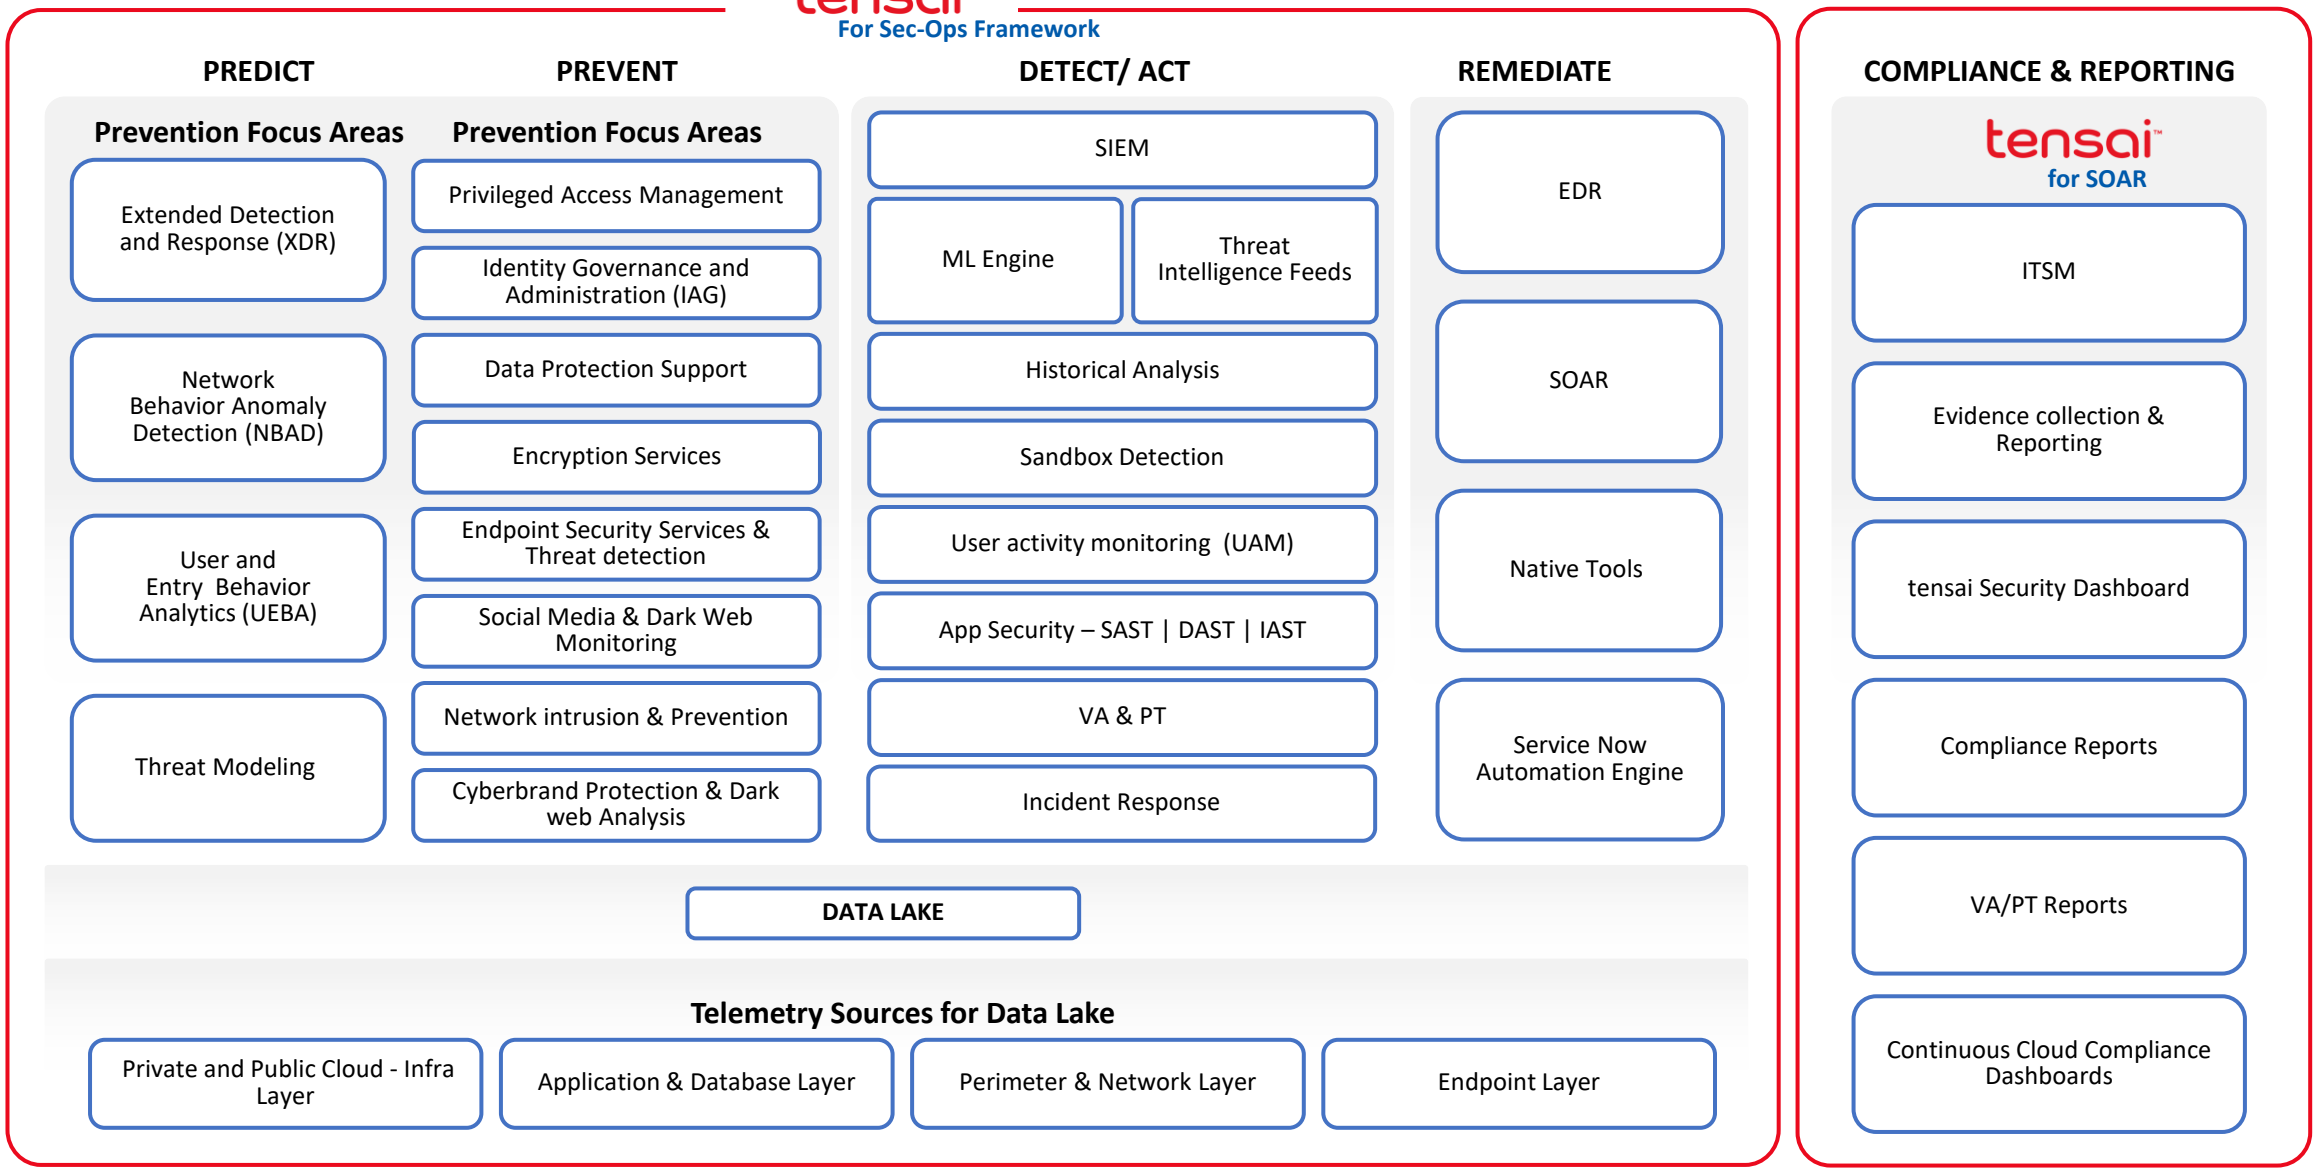 tensai
For Sec-Ops Framework
PREDICT
PREVENT
DETECT/ ACT
REMEDIATE
COMPLIANCE & REPORTING
Prevention Focus Areas
Extended Detection
and Response (XDR)
Network
Behavior Anomaly
Detection (NBAD)
User and
Entry  Behavior
Analytics (UEBA)
Threat Modeling
Prevention Focus Areas
Privileged Access Management
Identity Governance and
Administration (IAG)
Data Protection Support
Encryption Services
Endpoint Security Services &
Threat detection
Social Media & Dark Web
Monitoring
Network intrusion & Prevention
Cyberbrand Protection & Dark
web Analysis
SIEM
ML Engine
Threat
Intelligence Feeds
Historical Analysis
Sandbox Detection
User activity monitoring  (UAM)
App Security – SAST | DAST | IAST
VA & PT
Incident Response
EDR
SOAR
Native Tools
Service Now
Automation Engine
DATA LAKE
Telemetry Sources for Data Lake
Private and Public Cloud - Infra
Layer
Application & Database Layer
Perimeter & Network Layer
Endpoint Layer
tensai™
for SOAR
ITSM
Evidence collection &
Reporting
tensai Security Dashboard
Compliance Reports
VA/PT Reports
Continuous Cloud Compliance
Dashboards